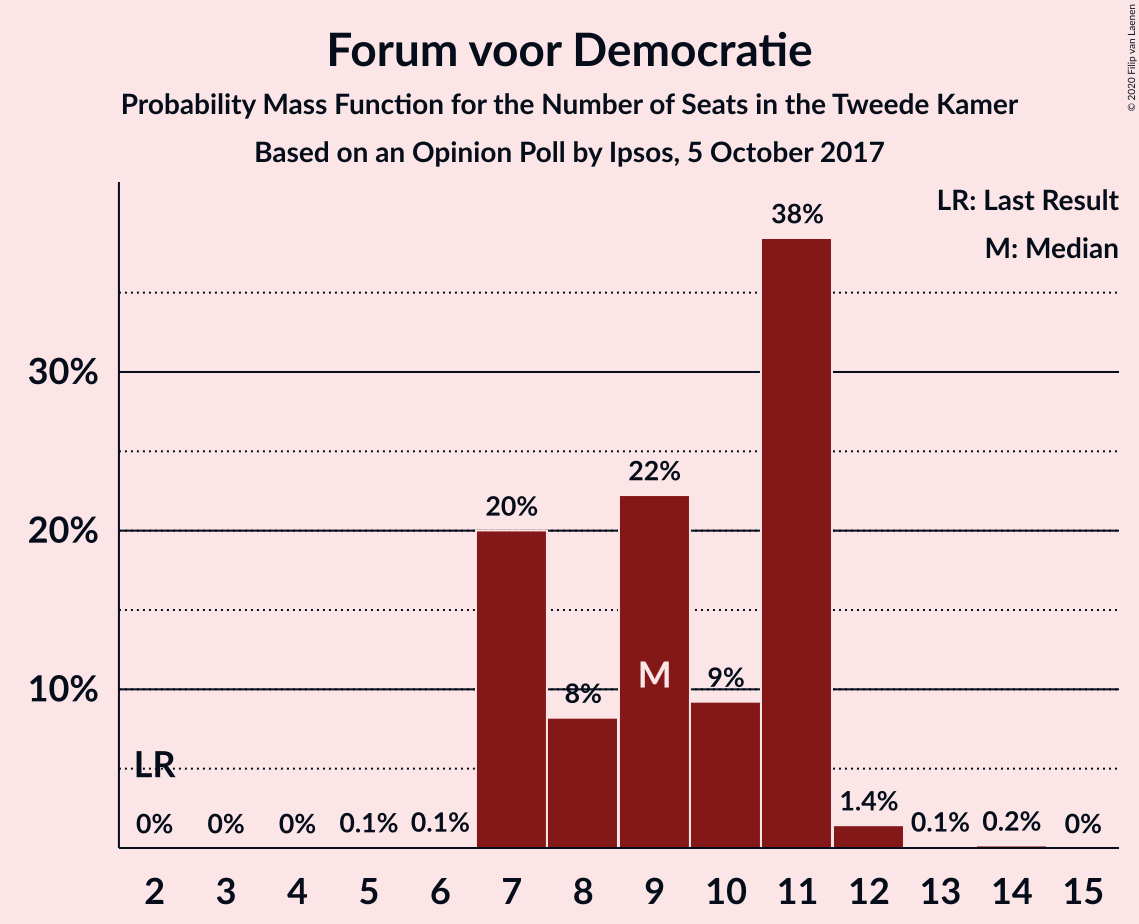 Forum voor Democratie
Probability Mass Function for the Number of Seats in the Tweede Kamer
Based on an Opinion Poll by Ipsos, 5 October 2017
© 2020 Filip van Laenen
LR: Last Result
M: Median
38%
30%
22%
20%
20%
M
9%
8%
10%
LR
1.4%
0% 0% 0% 0.1% 0.1% 0.1% 0.2% 0%
2 3 4 5 6 7 8 9 10 11 12 13 14 15